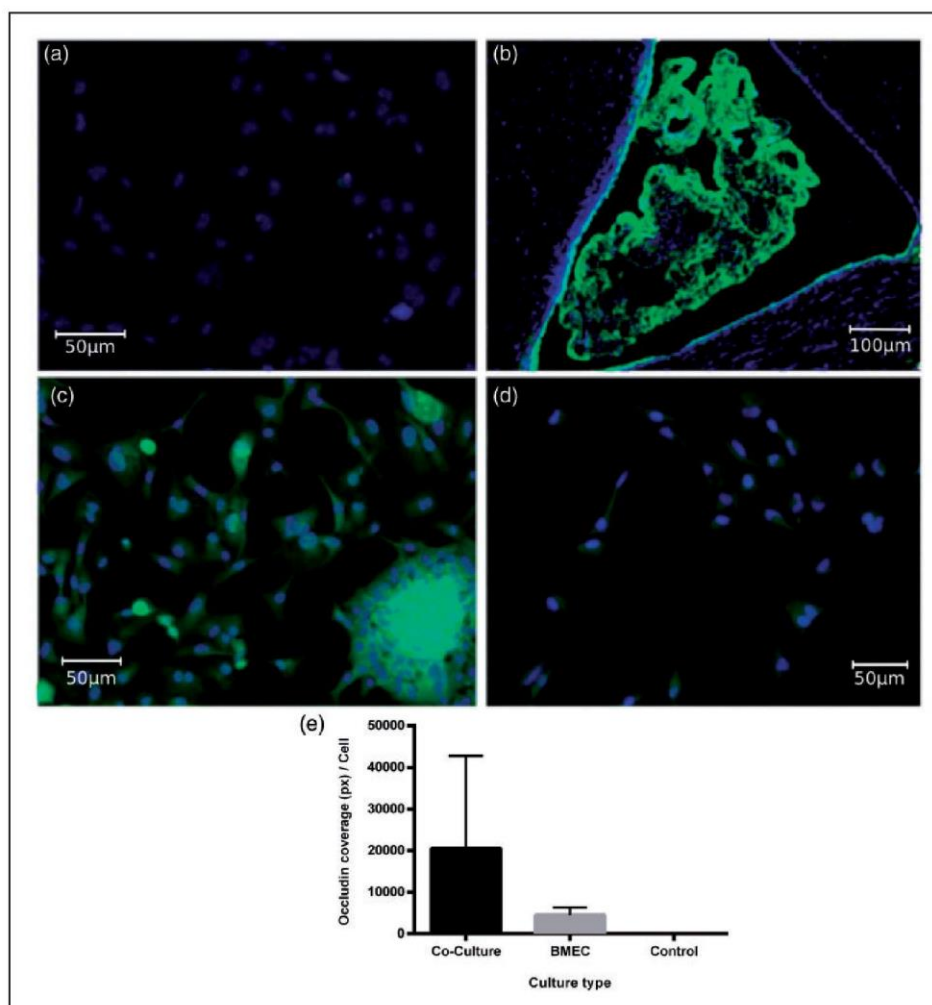 (a)
(b)
50μm
100μm
(c)
(d)
50μm
50μm
(e)
Occludin coverage (px) / Cell
50000
40000
30000
20000
10000
0
Co-Culture BMEC Control
Culture type